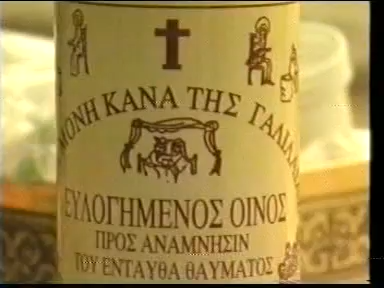 ΜΟΝΗ ΚΑΝΑ ΤΗΣ
ΕΥΛΟΓΗΜΕΝΟΣ ΟΙΝΟΣ
ΠΡΟΣ ΑΝΑΜΝΗΣΙΝ
ΤΟΥ ΕΝΤΑΥΘΑ ΘΑΥΜΑΤΟΣ